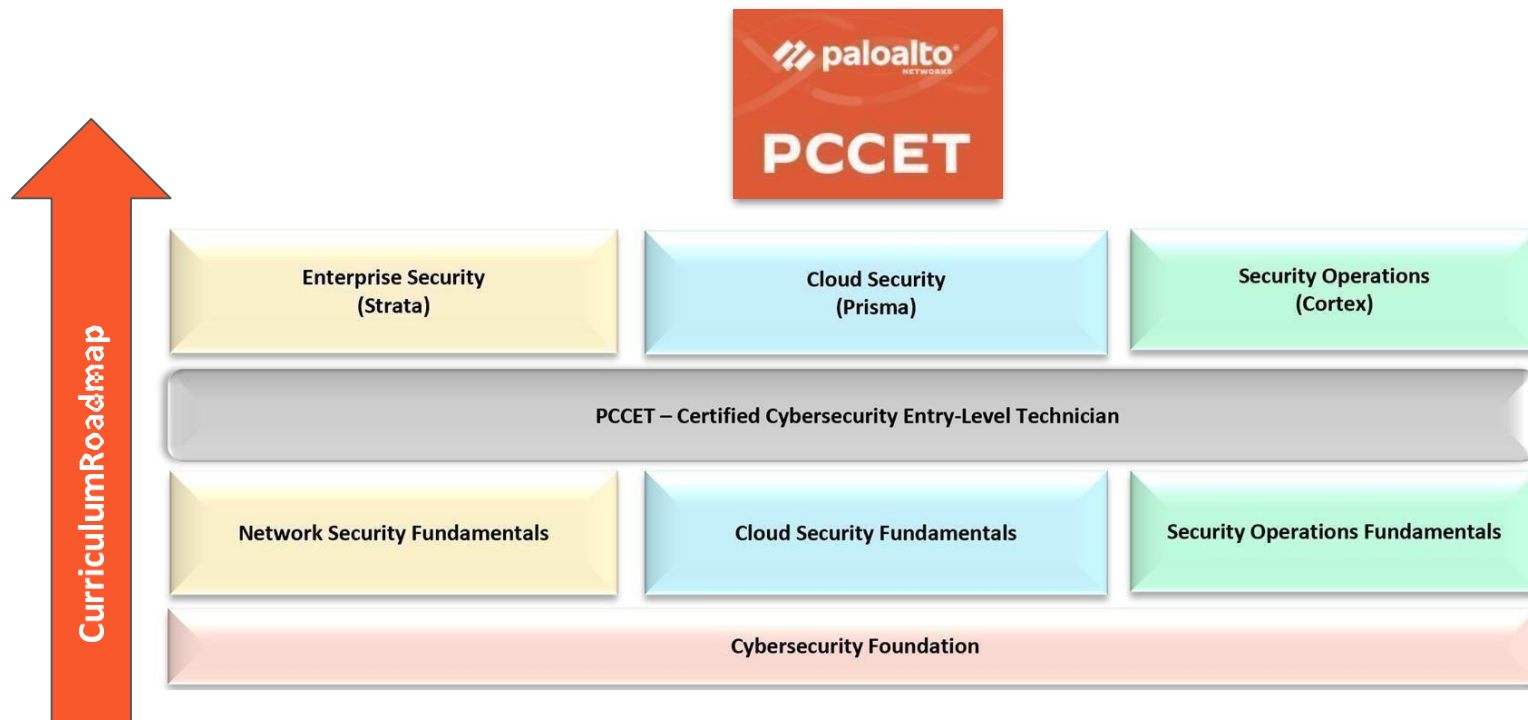 paloalto®
NETWORKS
PCCET
Enterprise Security
(Strata)
Cloud Security
(Prisma)
Security Operations
(Cortex)
PCCET – Certified Cybersecurity Entry-Level Technician
Network Security Fundamentals
Cloud Security Fundamentals
Security Operations Fundamentals
Cybersecurity Foundation
CurriculumRoadmap